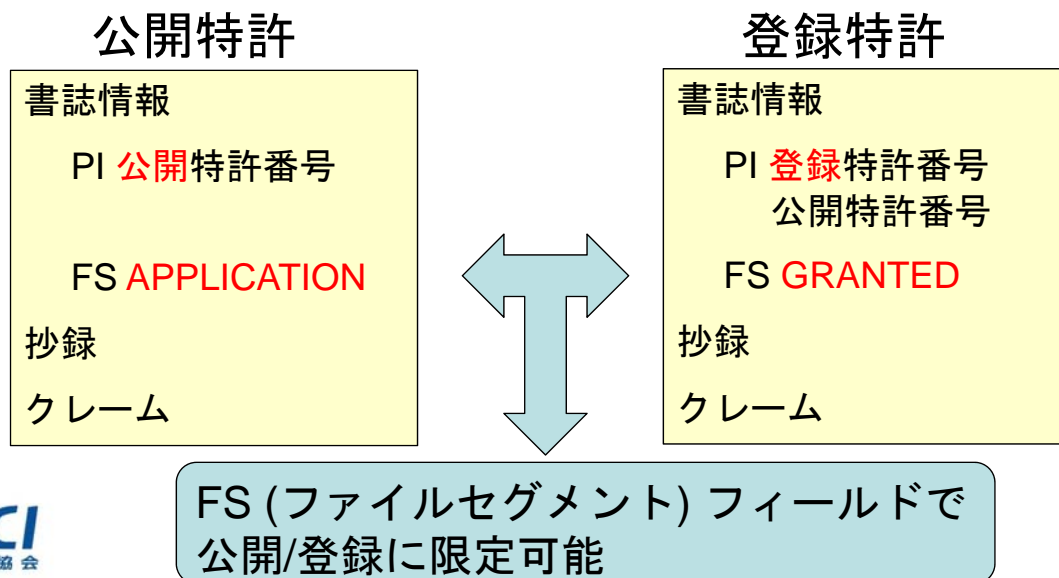 公開特許
書誌情報
PI 公開特許番号
FS APPLICATION
抄録
クレーム
登録特許
書誌情報
PI 登録特許番号
公開特許番号
FS GRANTED
抄録
クレーム
FS (ファイルセグメント) フィールドで
公開/登録に限定可能
CI
協会